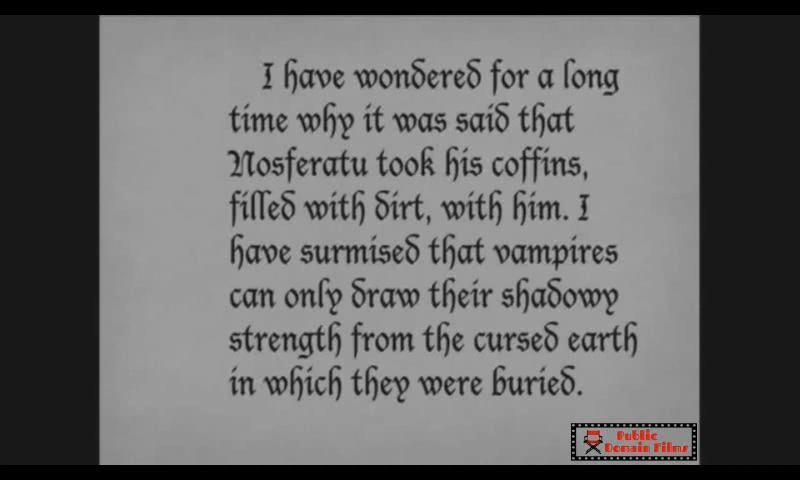 I have wondered for a long
time why it was said that
Nosferatu took his coffins,
filled with dirt, with him. I
have surmised that vampires
can only draw their shadowy
strength from the cursed earth
in which they were buried.
Public
Domain Films